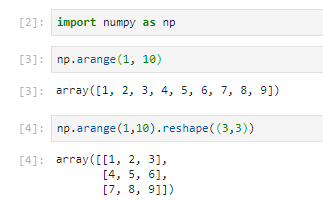 [2]: import numpy as np
[3]: np.arange(1, 10)
[3]: array([1, 2, 3, 4, 5, 6, 7, 8, 9])
[4]: np.arange(1,10).reshape((3,3))
[4]: array([[1, 2, 3],
[4, 5, 6],
[7, 8, 9]])